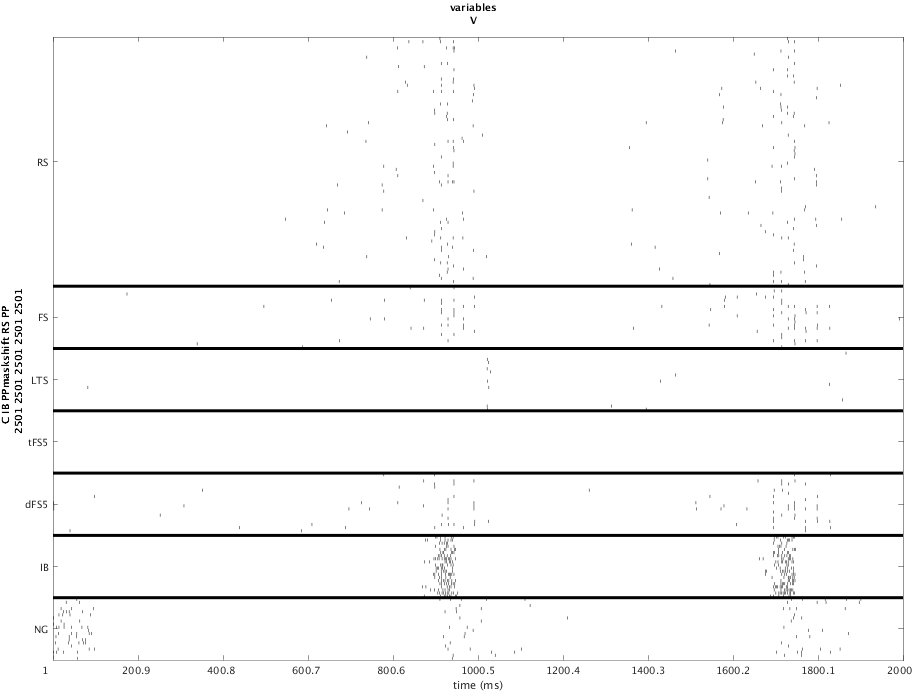 variables
V
C IB PPmaskshift RS PP
2501 2501 2501 2501 2501
RS
FS
LTS
tFS5
dFS5
IB
NG
1 200.9 400.8 600.7 800.6 1000.5 1200.4 1400.3 1600.2 1800.1 2000
time (ms)